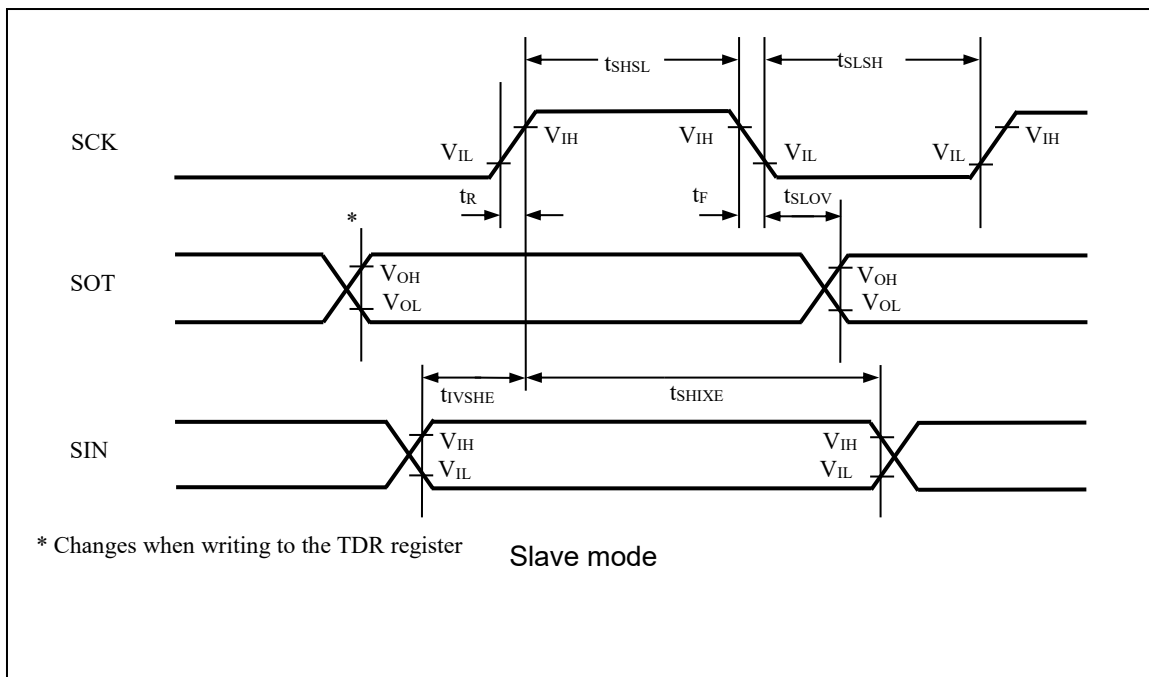 tSHSL tSLSH
SCK VIL VIH VIH VIL VIL VIH
tR tF tSLOV
*
SOT VOH VOH
VOL VOL
tIVSHE tSHIXE
SIN VIH VIH
VIL VIL
* Changes when writing to the TDR register
Slave mode